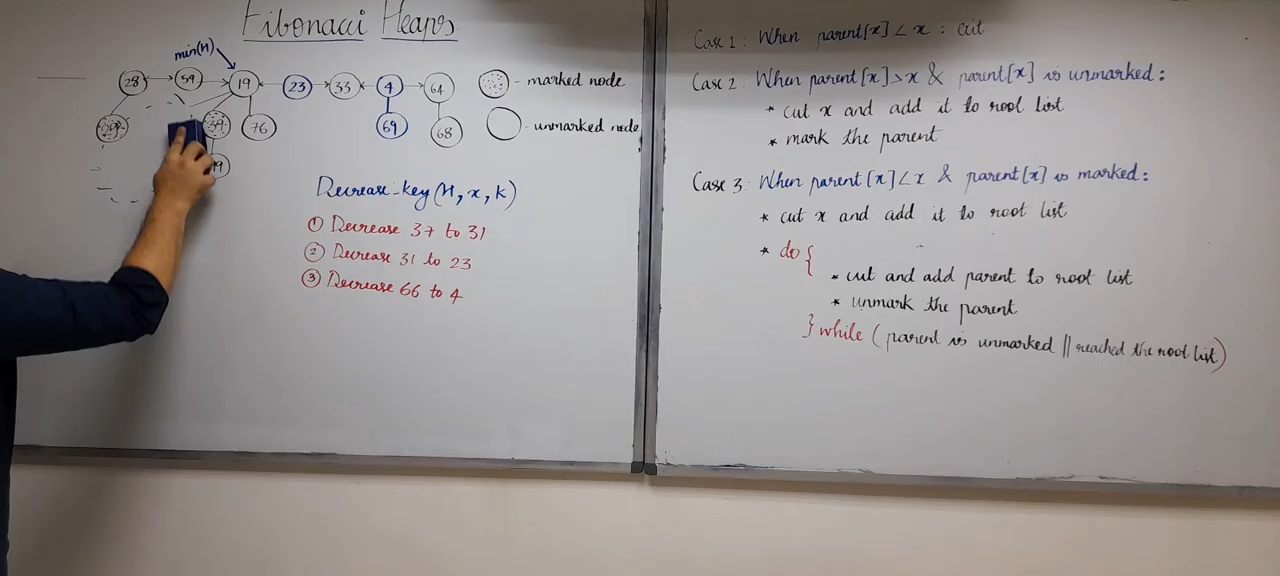 Fibonacci Heaps
min(H)
28 59 19 23 33 4 64
39 76 69 68
- marked node
- unmarked node
Decrease-key(H, x, k)
① Decrease 37 to 31
② Decrease 31 to 23
③ Decrease 66 to 4
Case 1: When parent[x] < x : exit
Case 2: When parent[x] > x & parent[x] is unmarked:
* cut x and add it to root list
* mark the parent
Case 3: When parent[x] < x & parent[x] is marked:
* cut x and add it to root list
* do {
* cut and add parent to root list
* unmark the parent
} while (parent is unmarked || reached the root list)